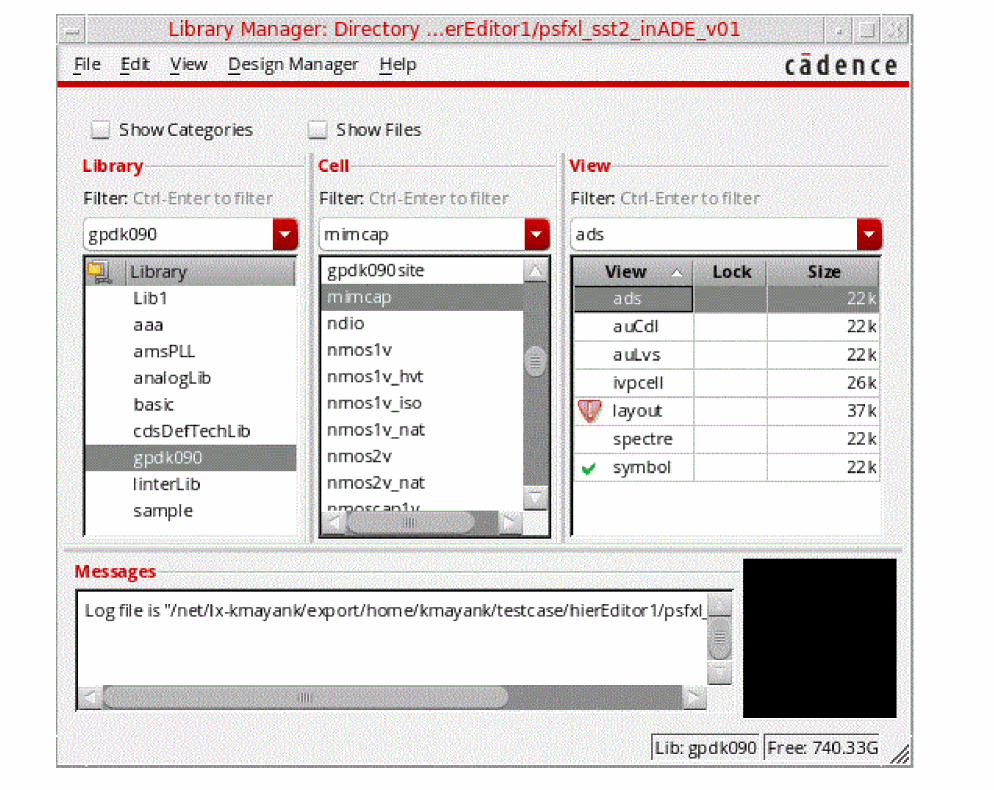 Library Manager: Directory ...erEditor1/psfxl_sst2_inADE_v01
File Edit View Design Manager Help
cādence
Show Categories Show Files
Library Cell View
Filter: Ctrl-Enter to filter Filter: Ctrl-Enter to filter Filter: Ctrl-Enter to filter
gpdk090 mimcap ads
Library
Lib1
aaa
amsPLL
analogLib
basic
cdsDefTechLib
gpdk090
linterLib
sample
gpdk090site
mimcap
ndio
nmos1v
nmos1v_hvt
nmos1v_iso
nmos1v_nat
nmos2v
nmos2v_nat
nmoscap1v
View Lock Size
ads 22k
auCdl 22k
auLvs 22k
ivpcell 26k
layout 37k
spectre 22k
symbol 22k
Messages
Log file is "/net/lx-kmayank/export/home/kmayank/testcase/hierEditor1/psfxl_
Lib: gpdk090 Free: 740.33G